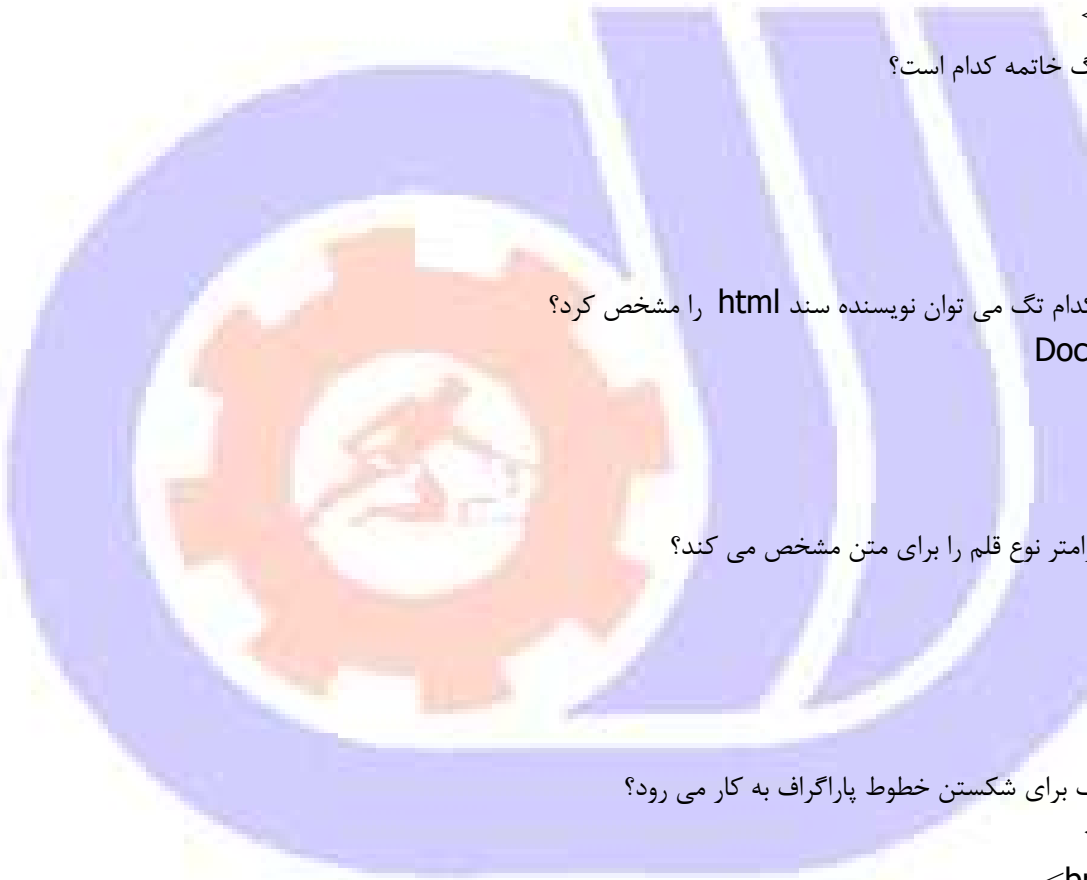 خاتمه کدام است؟
کدام تگ می توان نویسنده سند html را مشخص کرد؟
Doc
نوع قلم را برای متن مشخص می کند؟
برای شکستن خطوط پاراگراف به کار می رود؟